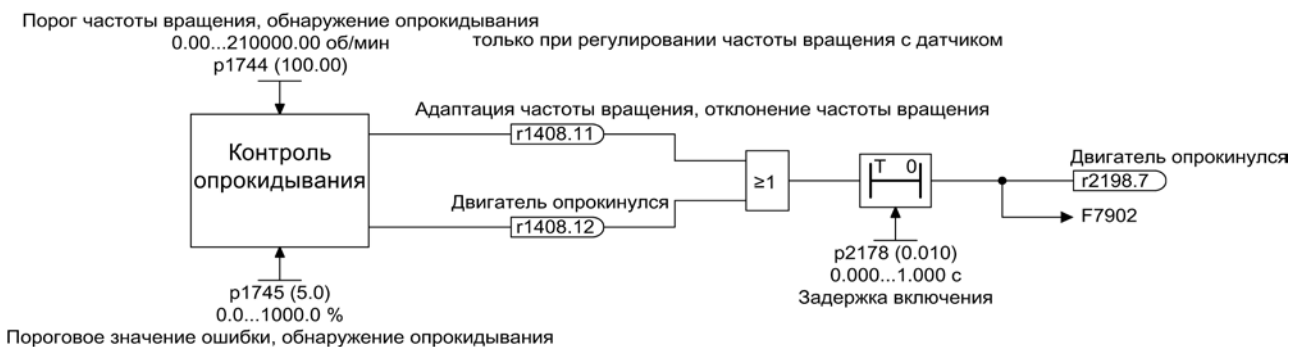 Порог частоты вращения, обнаружение опрокидывания
0.00...210000.00 об/мин
p1744 (100.00)
только при регулировании частоты вращения с датчиком
Адаптация частоты вращения, отклонение частоты вращения
r1408.11
Контроль
опрокидывания
Двигатель опрокинулся
r1408.12
≥1
T 0
Двигатель опрокинулся
r2198.7
F7902
p2178 (0.010)
0.000...1.000 с
Задержка включения
p1745 (5.0)
0.0...1000.0 %
Пороговое значение ошибки, обнаружение опрокидывания